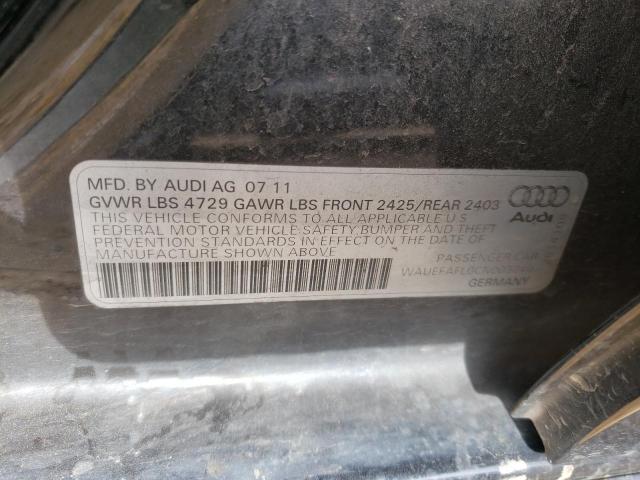 MFD. BY AUDI AG 07 11
GVWR LBS 4729 GAWR LBS FRONT 2425/REAR 2403
THIS VEHICLE CONFORMS TO ALL APPLICABLE U.S
FEDERAL MOTOR VEHICLE SAFETY, BUMPER AND THEFT
PREVENTION STANDARDS IN EFFECT ON THE DATE OF
MANUFACTURE SHOWN ABOVE
Audi
PASSENGER CAR
GERMANY